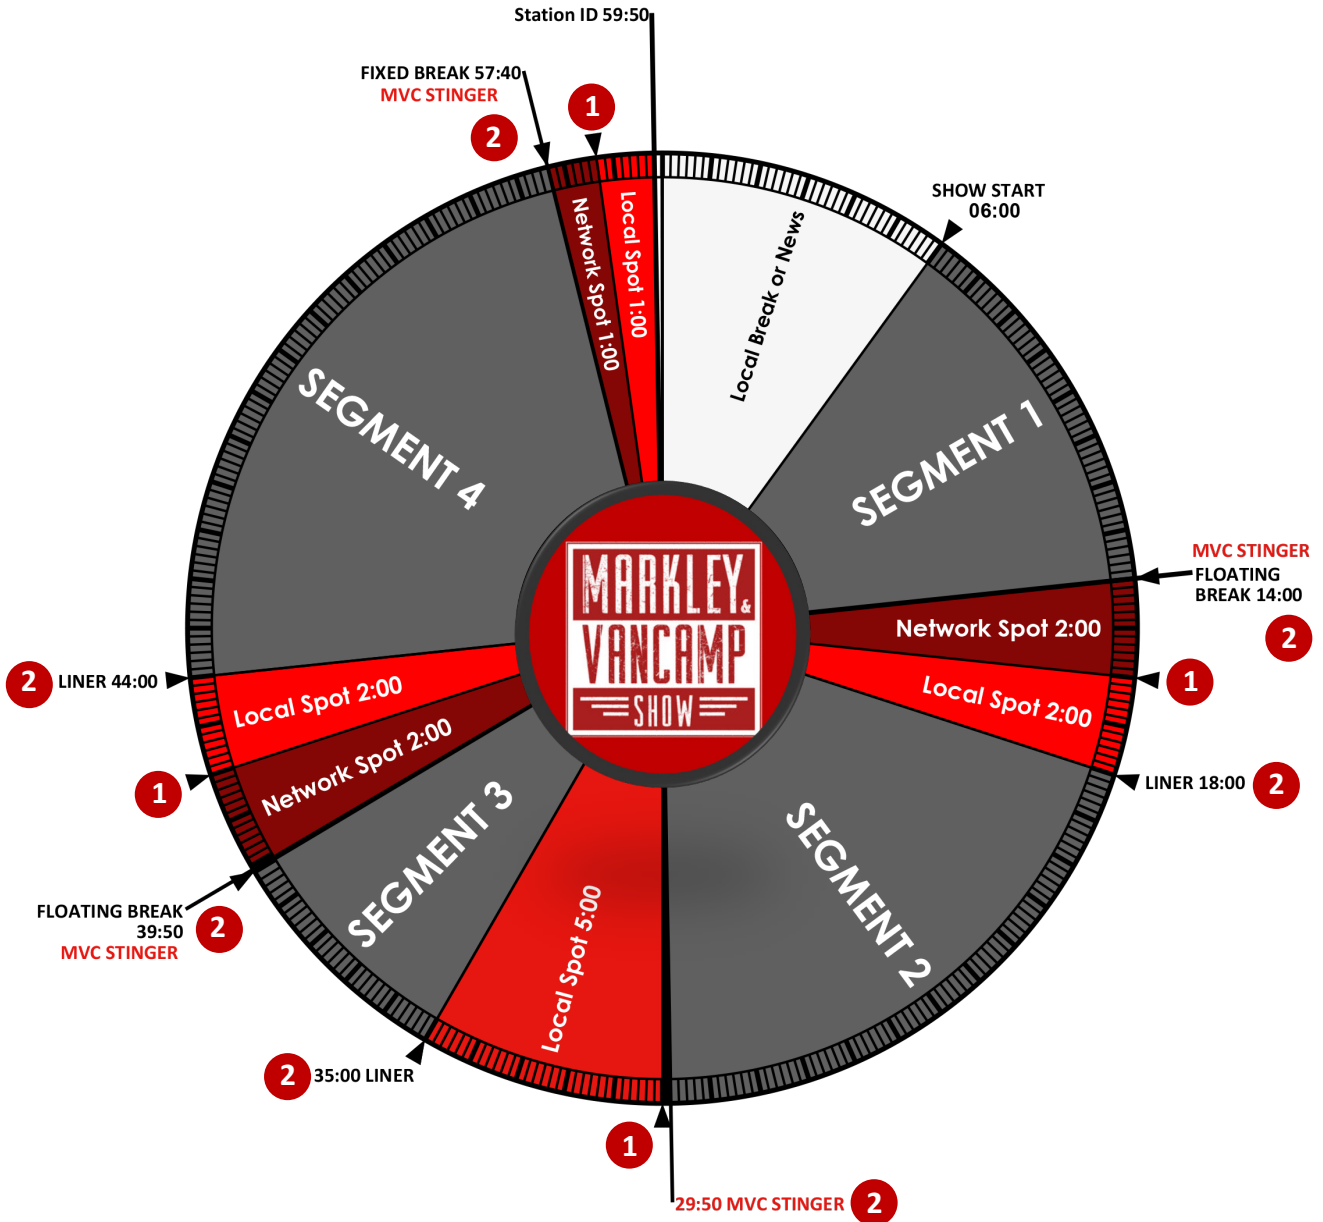 Station ID 59:50
FIXED BREAK 57:40
MVC STINGER
2
1
SHOW START
06:00
Local Break or News
Local Spot 1:00
Network Spot 1:00
SEGMENT 1
MVC STINGER
FLOATING
BREAK 14:00
2
Network Spot 2:00
1
Local Spot 2:00
LINER 18:00
2
SEGMENT 2
29:50 MVC STINGER
2
1
Local Spot 5:00
35:00 LINER
2
SEGMENT 3
FLOATING BREAK
39:50
MVC STINGER
2
Network Spot 2:00
1
Local Spot 2:00
LINER 44:00
2
SEGMENT 4
MARKLEY &
VANCAMP
SHOW